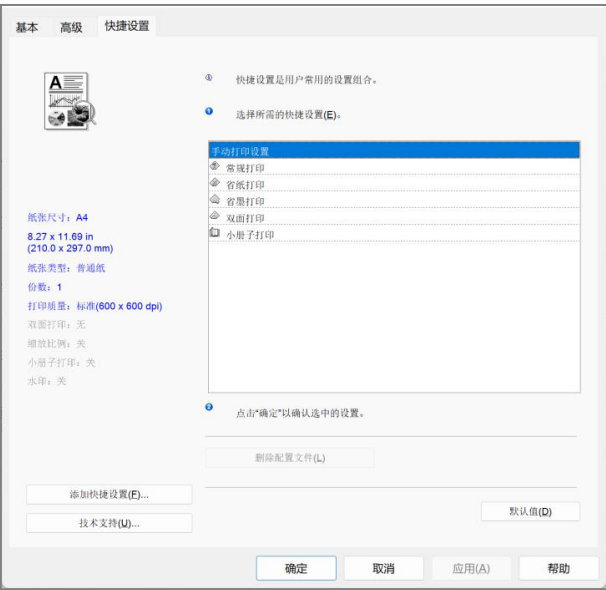 基本 高级 快捷设置
快捷设置是用户常用的设置组合。
选择所需的快捷设置(E)。
手动打印设置
常规打印
省纸打印
省墨打印
双面打印
小册子打印
纸张尺寸：A4
8.27 x 11.69 in
(210.0 x 297.0 mm)
纸张类型：普通纸
份数：1
打印质量：标准(600 x 600 dpi)
双面打印：无
缩放比例：关
小册子打印：关
水印：关
点击“确定”以确认选中的设置。
删除配置文件(L)
添加快捷设置(F)...
技术支持(U)...
默认值(D)
确定 取消 应用(A) 帮助